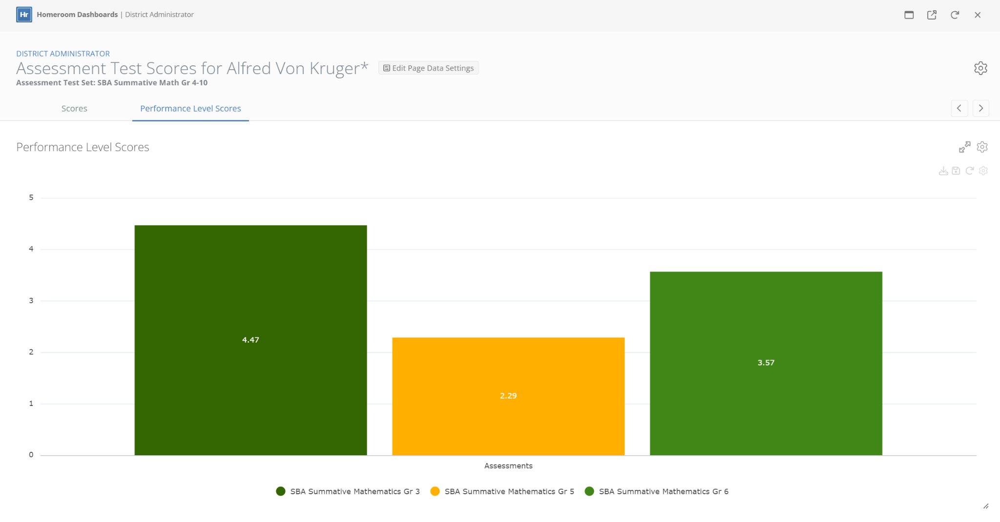 Hr Homeroom Dashboards | District Administrator
DISTRICT ADMINISTRATOR
Assessment Test Scores for Alfred Von Kruger* Edit Page Data Settings
Assessment Test Set: SBA Summative Math Gr 4-10
Scores Performance Level Scores
Performance Level Scores
5
4
3
2
1
0
4.47
2.29
3.57
Assessments
SBA Summative Mathematics Gr 3 SBA Summative Mathematics Gr 5 SBA Summative Mathematics Gr 6